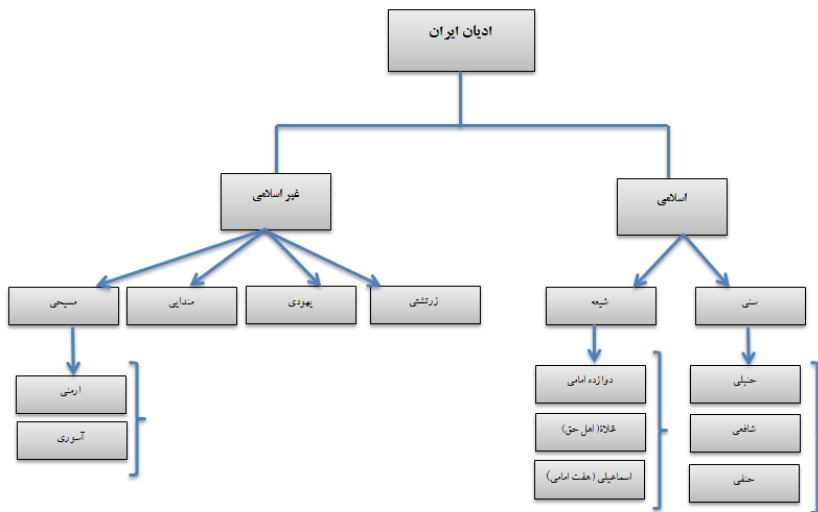 ادیان ایران
اسلامی
غیر اسلامی
سنی
شیعه
زرتشتی
یهودی
مندایی
مسیحی
حنبلی
شافعی
حنفی
دوازده امامی
غلاة( اهل حق)
اسماعیلی ( هفت امامی)
ارمنی
آسوری